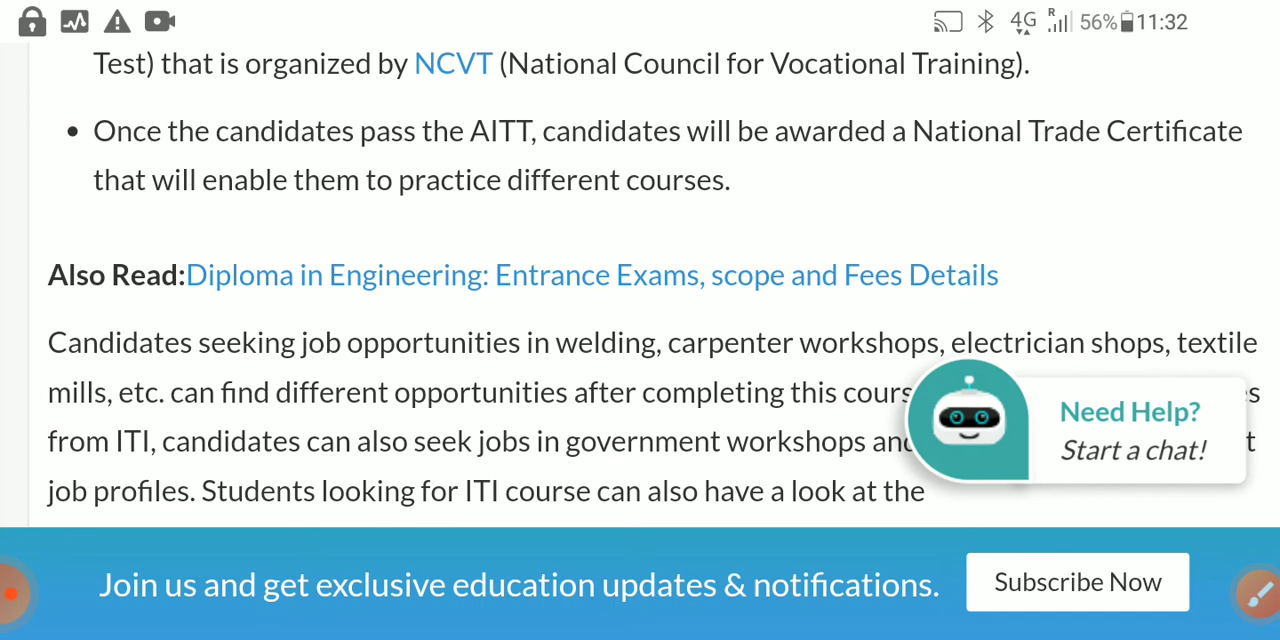 4G R 56% 11:32
Test) that is organized by NCVT (National Council for Vocational Training).
Once the candidates pass the AITT, candidates will be awarded a National Trade Certificate
that will enable them to practice different courses.
Also Read:Diploma in Engineering: Entrance Exams, scope and Fees Details
Candidates seeking job opportunities in welding, carpenter workshops, electrician shops, textile
mills, etc. can find different opportunities after completing this
from ITI, candidates can also seek jobs in government workshops
job profiles. Students looking for ITI course can also have a look at the
Need Help?
Start a chat!
Join us and get exclusive education updates & notifications.
Subscribe Now